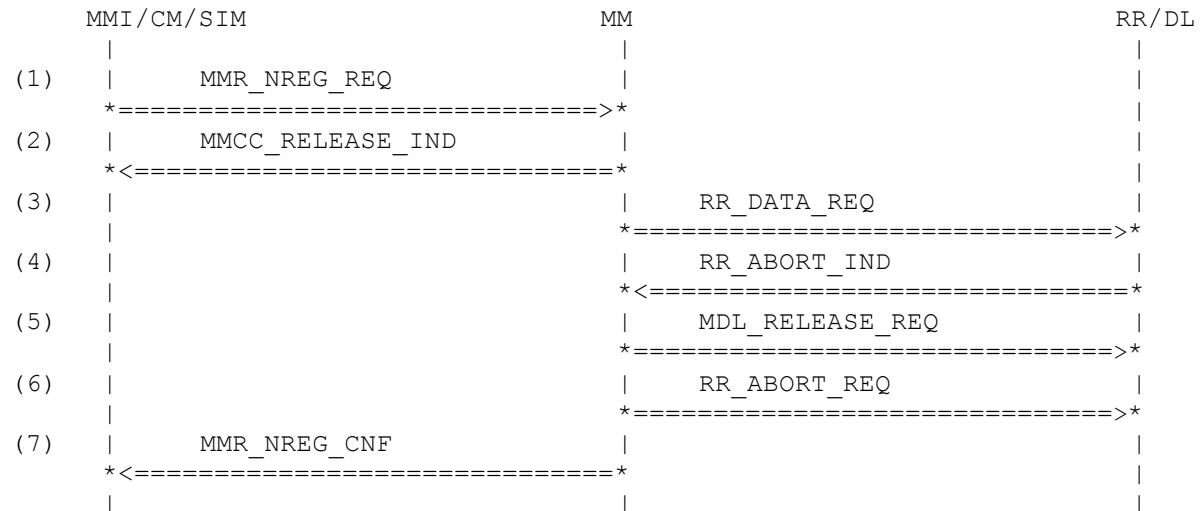 MMI/CM/SIM MM RR/DL
| | |
(1) | MMR_NREG_REQ | |
*==============================>* |
(2) | MMCC_RELEASE_IND | |
*<==============================* |
(3) | | RR_DATA_REQ |
| *==============================>*
(4) | | RR_ABORT_IND |
| *<==============================*
(5) | | MDL_RELEASE_REQ |
| *==============================>*
(6) | | RR_ABORT_REQ |
| *==============================>*
(7) | MMR_NREG_CNF | |
*<==============================* |
| | |